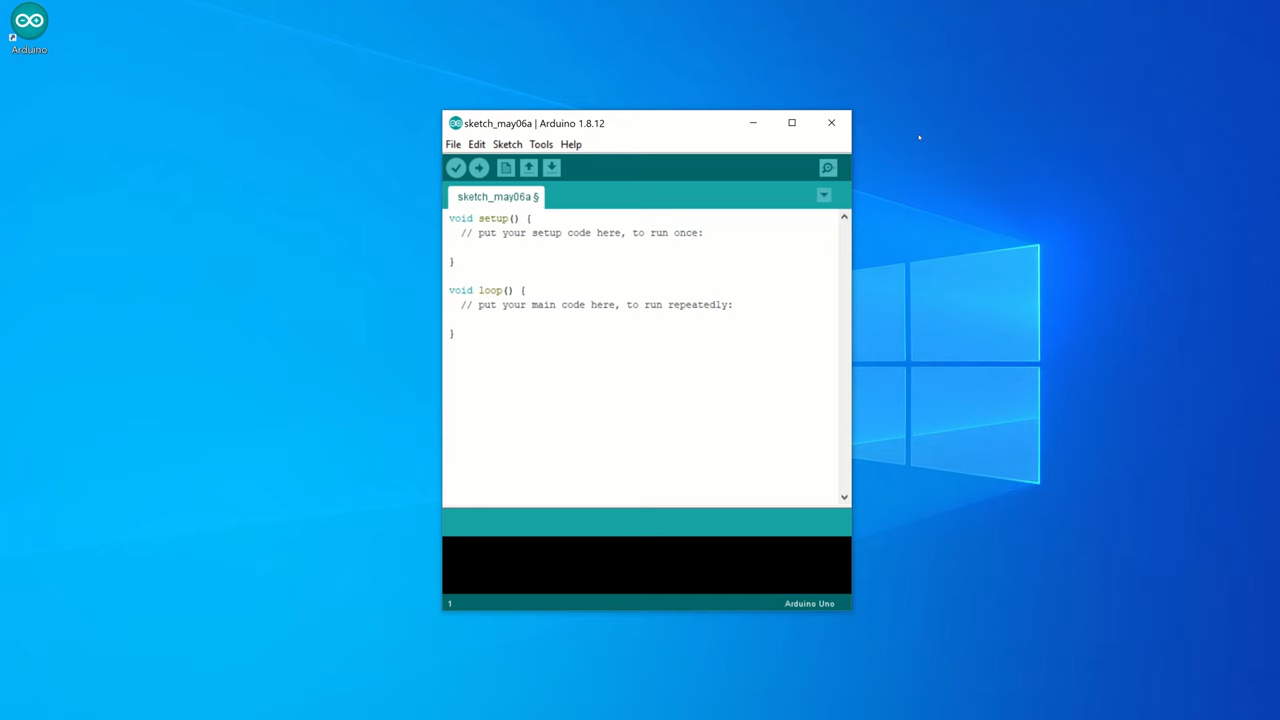 Arduino
sketch_may06a | Arduino 1.8.12
File Edit Sketch Tools Help
sketch_may06a §
void setup() {
  // put your setup code here, to run once:
}
void loop() {
  // put your main code here, to run repeatedly:
}
1 Arduino Uno